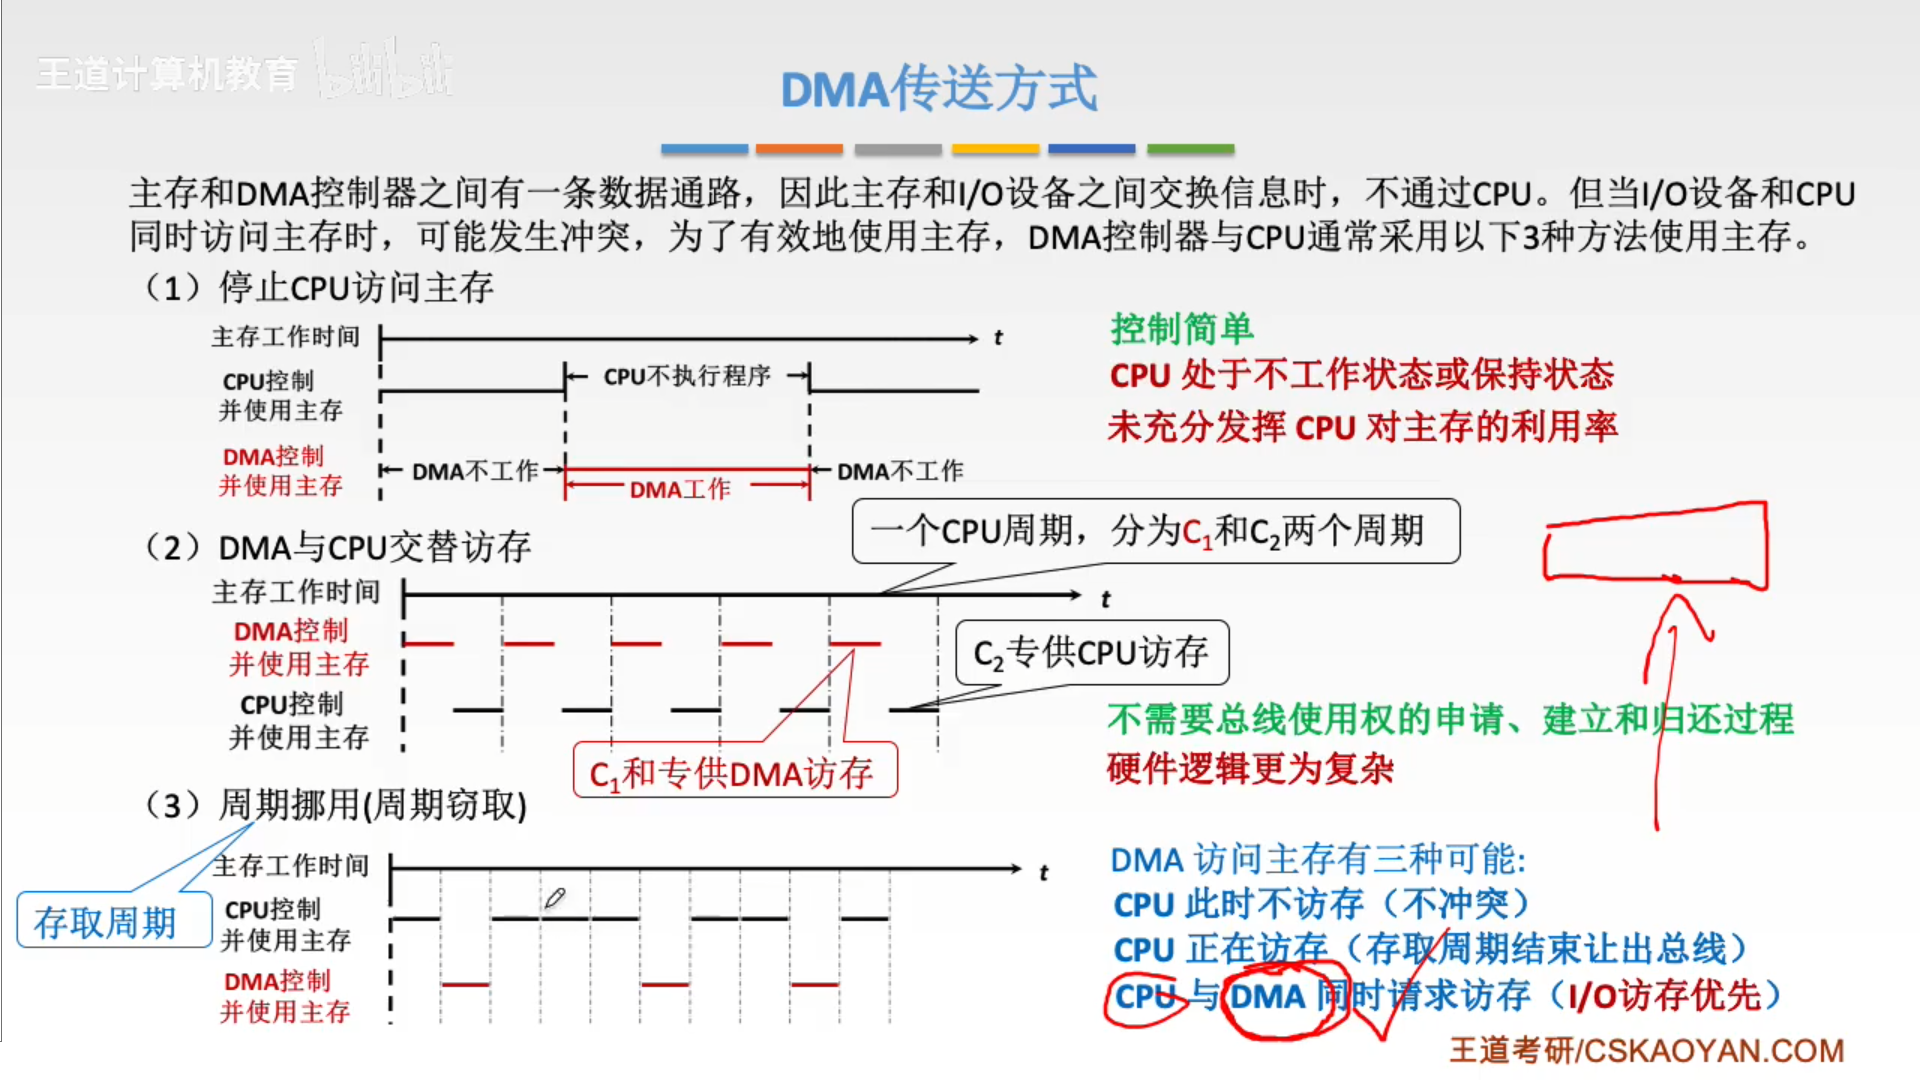 王道计算机教育 bilibili
DMA传送方式
主存和DMA控制器之间有一条数据通路，因此主存和I/O设备之间交换信息时，不通过CPU。但当I/O设备和CPU
同时访问主存时，可能发生冲突，为了有效地使用主存，DMA控制器与CPU通常采用以下3种方法使用主存。
（1）停止CPU访问主存
主存工作时间
t
CPU控制
并使用主存
CPU不执行程序
DMA控制
并使用主存
DMA不工作
DMA工作
DMA不工作
控制简单
CPU 处于不工作状态或保持状态
未充分发挥 CPU 对主存的利用率
（2）DMA与CPU交替访存
一个CPU周期，分为C1和C2两个周期
主存工作时间
t
DMA控制
并使用主存
C2专供CPU访存
CPU控制
并使用主存
C1和专供DMA访存
不需要总线使用权的申请、建立和归还过程
硬件逻辑更为复杂
（3）周期挪用(周期窃取)
存取周期
主存工作时间
t
CPU控制
并使用主存
DMA控制
并使用主存
DMA 访问主存有三种可能:
CPU 此时不访存（不冲突）
CPU 正在访存（存取周期结束让出总线）
CPU 与 DMA 同时请求访存（I/O访存优先）
王道考研/CSKAOYAN.COM